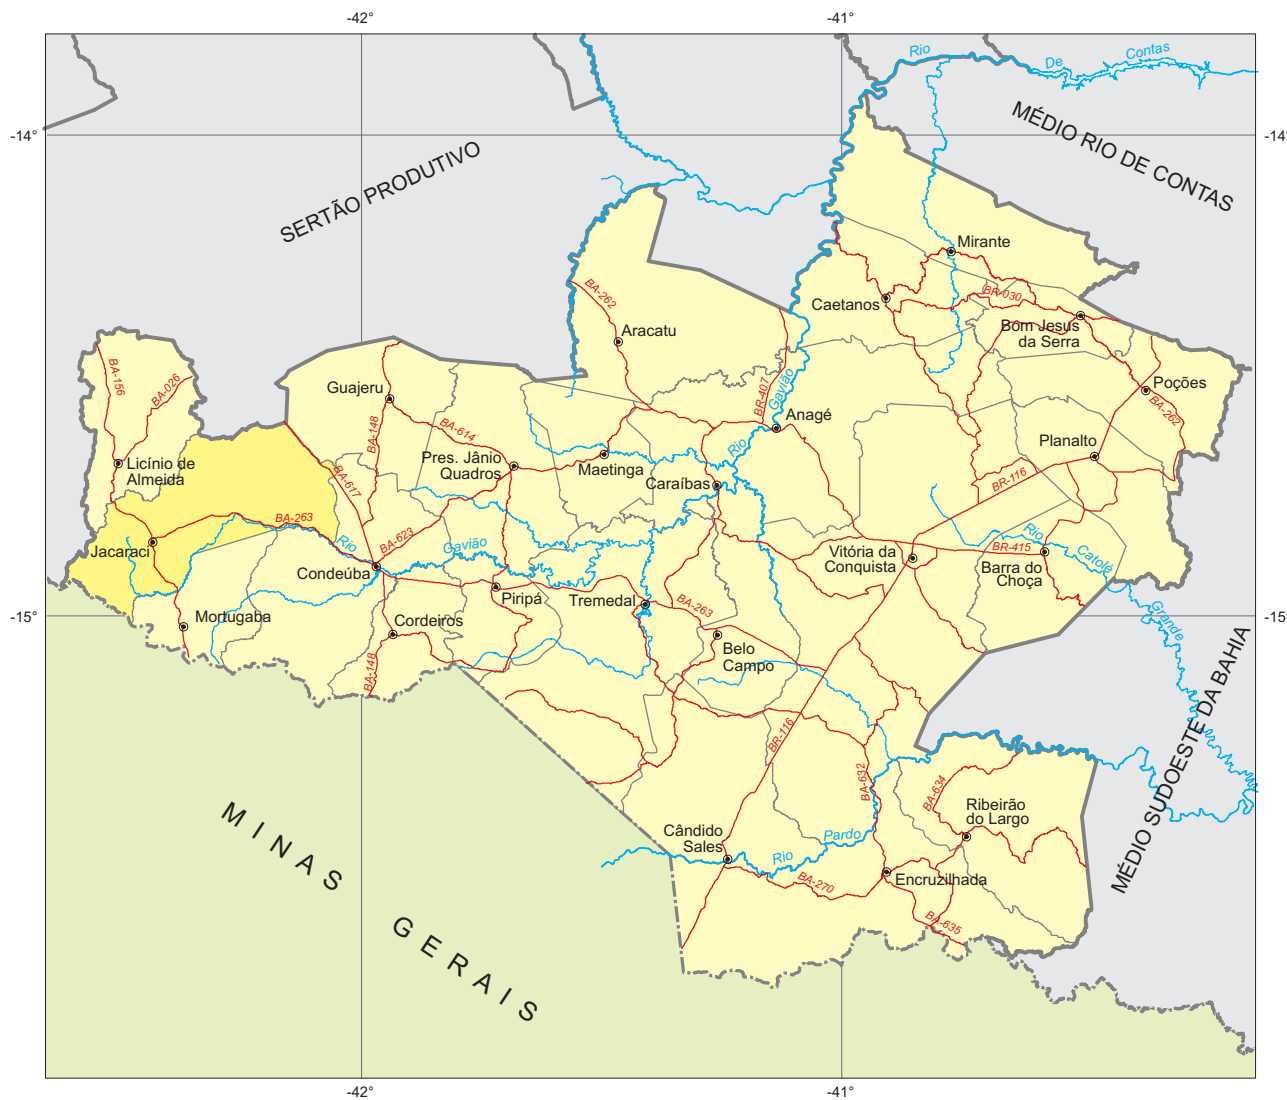 -42°
-41°
Rio
De
Contas
-14°
-14°
MÉDIO RIO DE CONTAS
SERTÃO PRODUTIVO
Mirante
BA-262
Caetanos
BR-030
Bom Jesus
da Serra
Aracatu
BA-156
BA-026
Guajeru
BR-407
Gavião
Poções
BA-262
BA-148
BA-614
Anagé
Planalto
Rio
Licínio de
Almeida
Pres. Jânio
Quadros
Maetinga
Caraíbas
BA-617
BR-116
BA-263
Rio
BA-623
Gavião
Rio
Catolé
Grande
Jacaraci
Condeúba
Vitória da
Conquista
BR-415
Barra do
Choça
Piripá
Tremedal
BA-263
-15°
-15°
Mortugaba
Cordeiros
Belo
Campo
BA-148
MÉDIO SUDOESTE DA BAHIA
BR-116
BA-632
BA-634
Ribeirão
do Largo
Cândido
Sales
Rio
Pardo
MINAS GERAIS
BA-270
Encruzilhada
BA-635
-42°
-41°